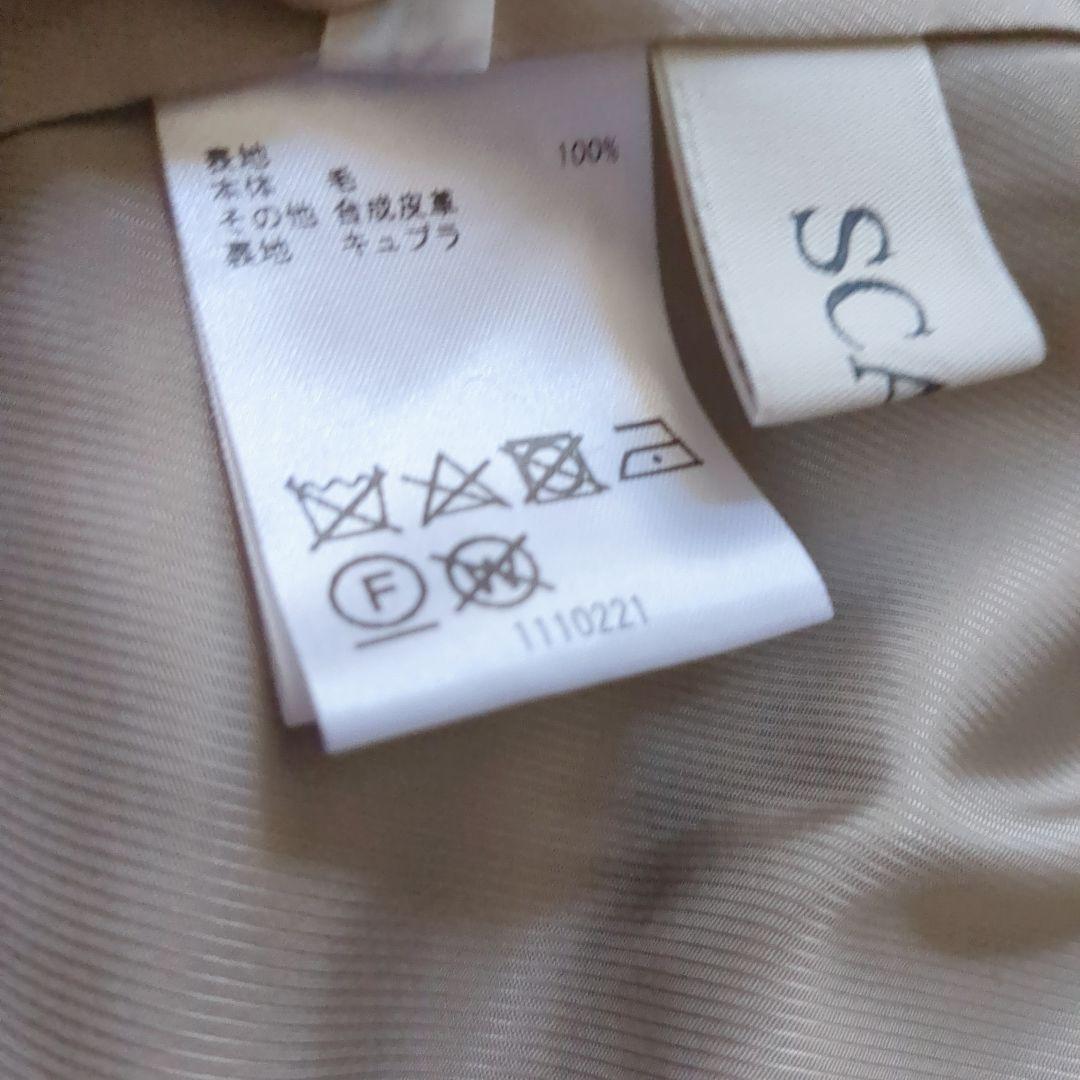 表地 100%
本体 毛
その他 合成皮革
裏地 キュプラ
F W
1110221
SCA